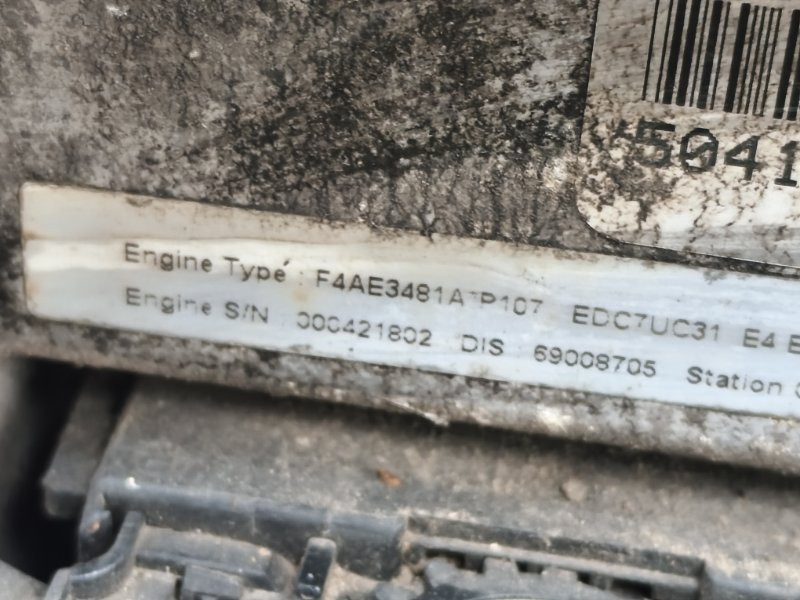 5041
Engine Type : F4AE3481A*P107 EDC7UC31 E4 E
Engine S/N 000421802 DIS 69008705 Station